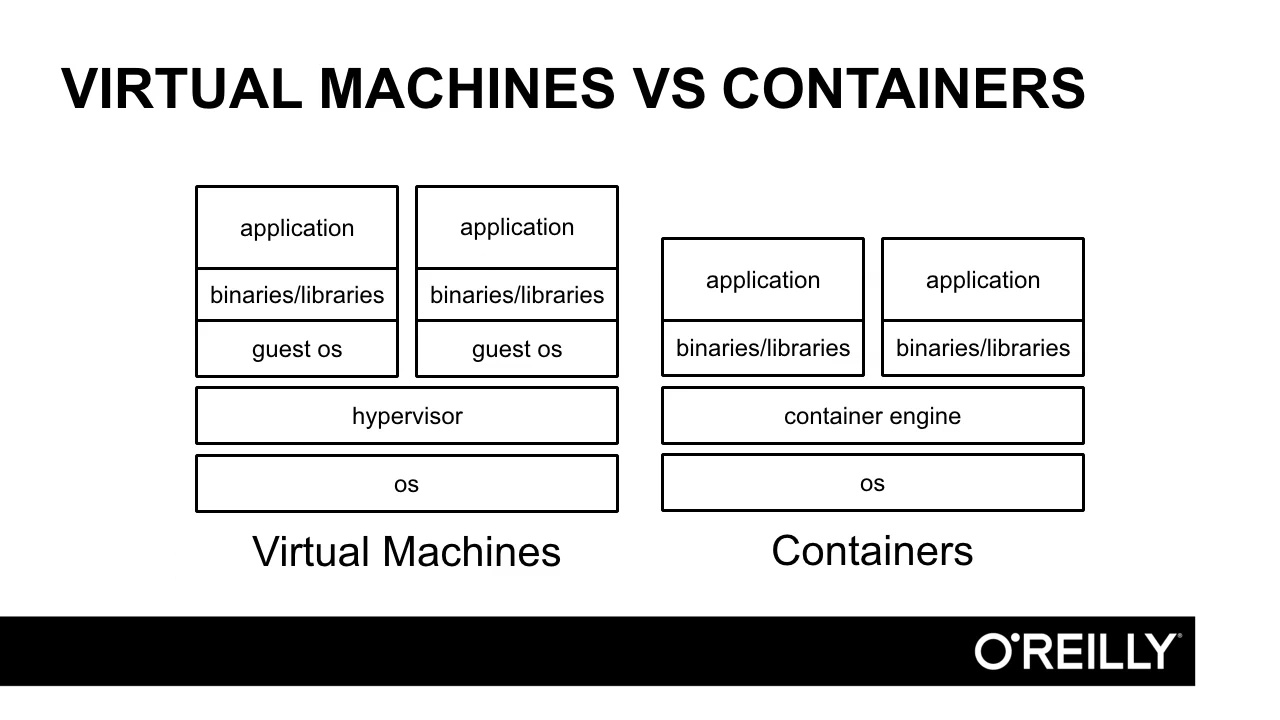 VIRTUAL MACHINES VS CONTAINERS
application
binaries/libraries
guest os
application
binaries/libraries
guest os
hypervisor
os
Virtual Machines
application
binaries/libraries
application
binaries/libraries
container engine
os
Containers
O'REILLY®